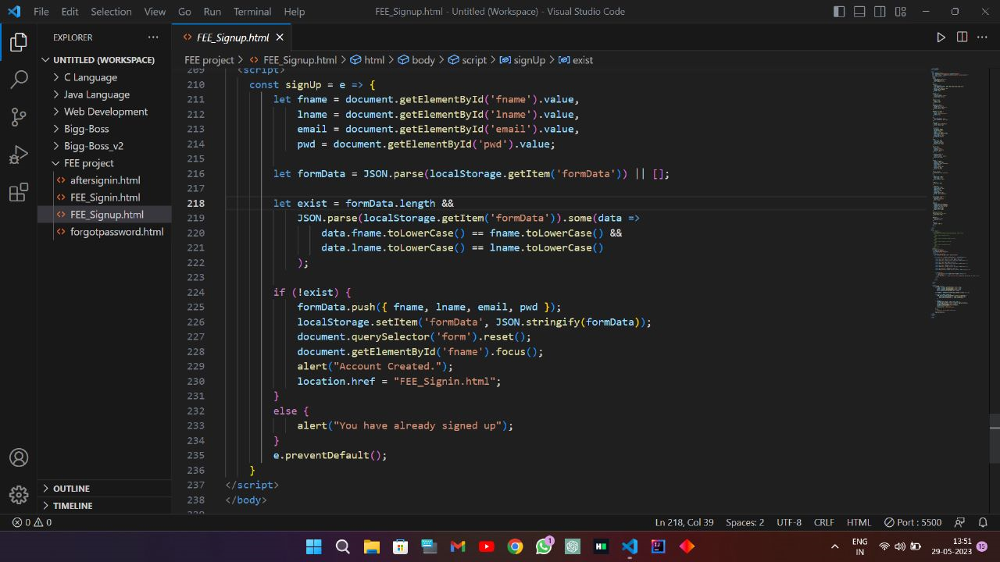 File Edit Selection View Go Run Terminal Help FEE_Signup.html - Untitled (Workspace) - Visual Studio Code
EXPLORER
UNTITLED (WORKSPACE)
C Language
Java Language
Web Development
Bigg-Boss
Bigg-Boss_v2
FEE project
aftersignin.html
FEE_Signin.html
FEE_Signup.html
forgotpassword.html
OUTLINE
TIMELINE
FEE_Signup.html
FEE project > FEE_Signup.html > html > body > script > signUp > exist
209 <script>
210 const signUp = e => {
211 let fname = document.getElementById('fname').value,
212 lname = document.getElementById('lname').value,
213 email = document.getElementById('email').value,
214 pwd = document.getElementById('pwd').value;
215
216 let formData = JSON.parse(localStorage.getItem('formData')) || [];
217
218 let exist = formData.length &&
219 JSON.parse(localStorage.getItem('formData')).some(data =>
220 data.fname.toLowerCase() == fname.toLowerCase() &&
221 data.lname.toLowerCase() == lname.toLowerCase()
222 );
223
224 if (!exist) {
225 formData.push({ fname, lname, email, pwd });
226 localStorage.setItem('formData', JSON.stringify(formData));
227 document.querySelector('form').reset();
228 document.getElementById('fname').focus();
229 alert("Account Created.");
230 location.href = "FEE_Signin.html";
231 }
232 else {
233 alert("You have already signed up");
234 }
235 e.preventDefault();
236 }
237 </script>
238 </body>
0 0 Ln 218, Col 39 Spaces: 2 UTF-8 CRLF HTML Port : 5500
1 ENG 13:51
IN 29-05-2023 15